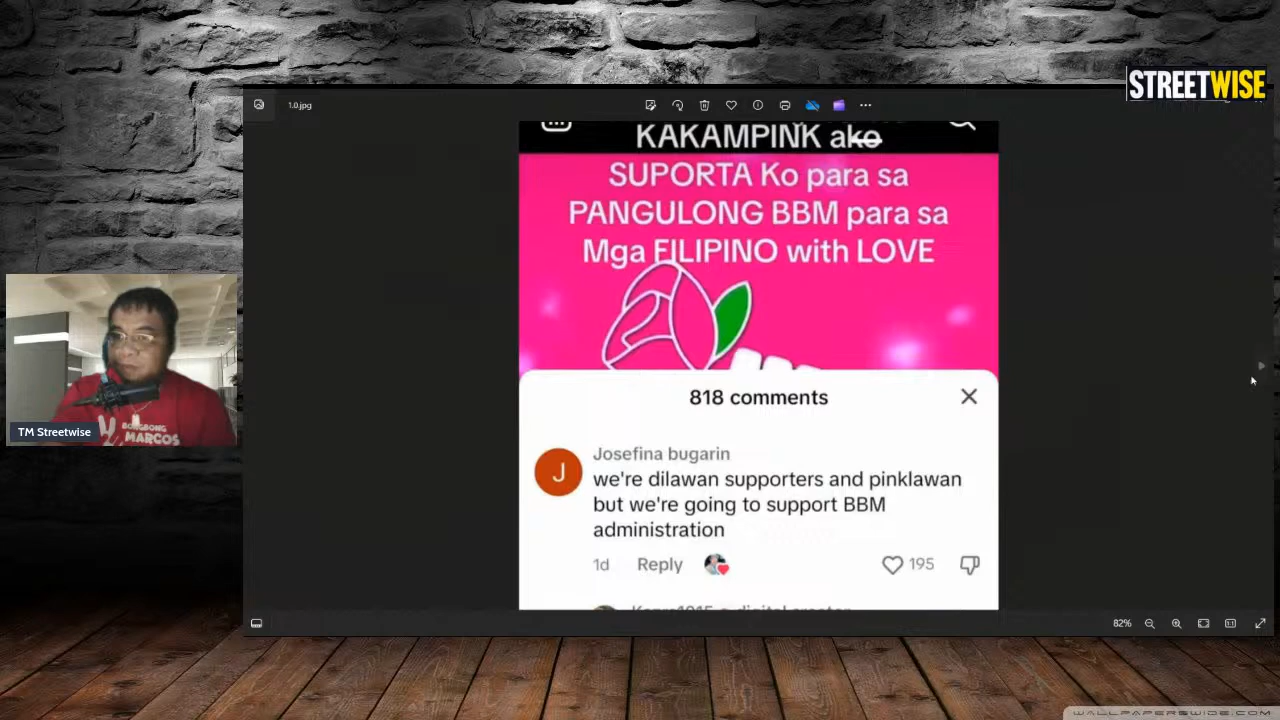 STREETWISE
1.0.jpg
KAKAMPINK ako
SUPORTA Ko para sa
PANGULONG BBM para sa
Mga FILIPINO with LOVE
818 comments
Josefina bugarin
J
we're dilawan supporters and pinklawan
but we're going to support BBM
administration
1d Reply 195
TM Streetwise
BONGBONG
MARCOS
82%
WALLPAPERSWIDE.COM